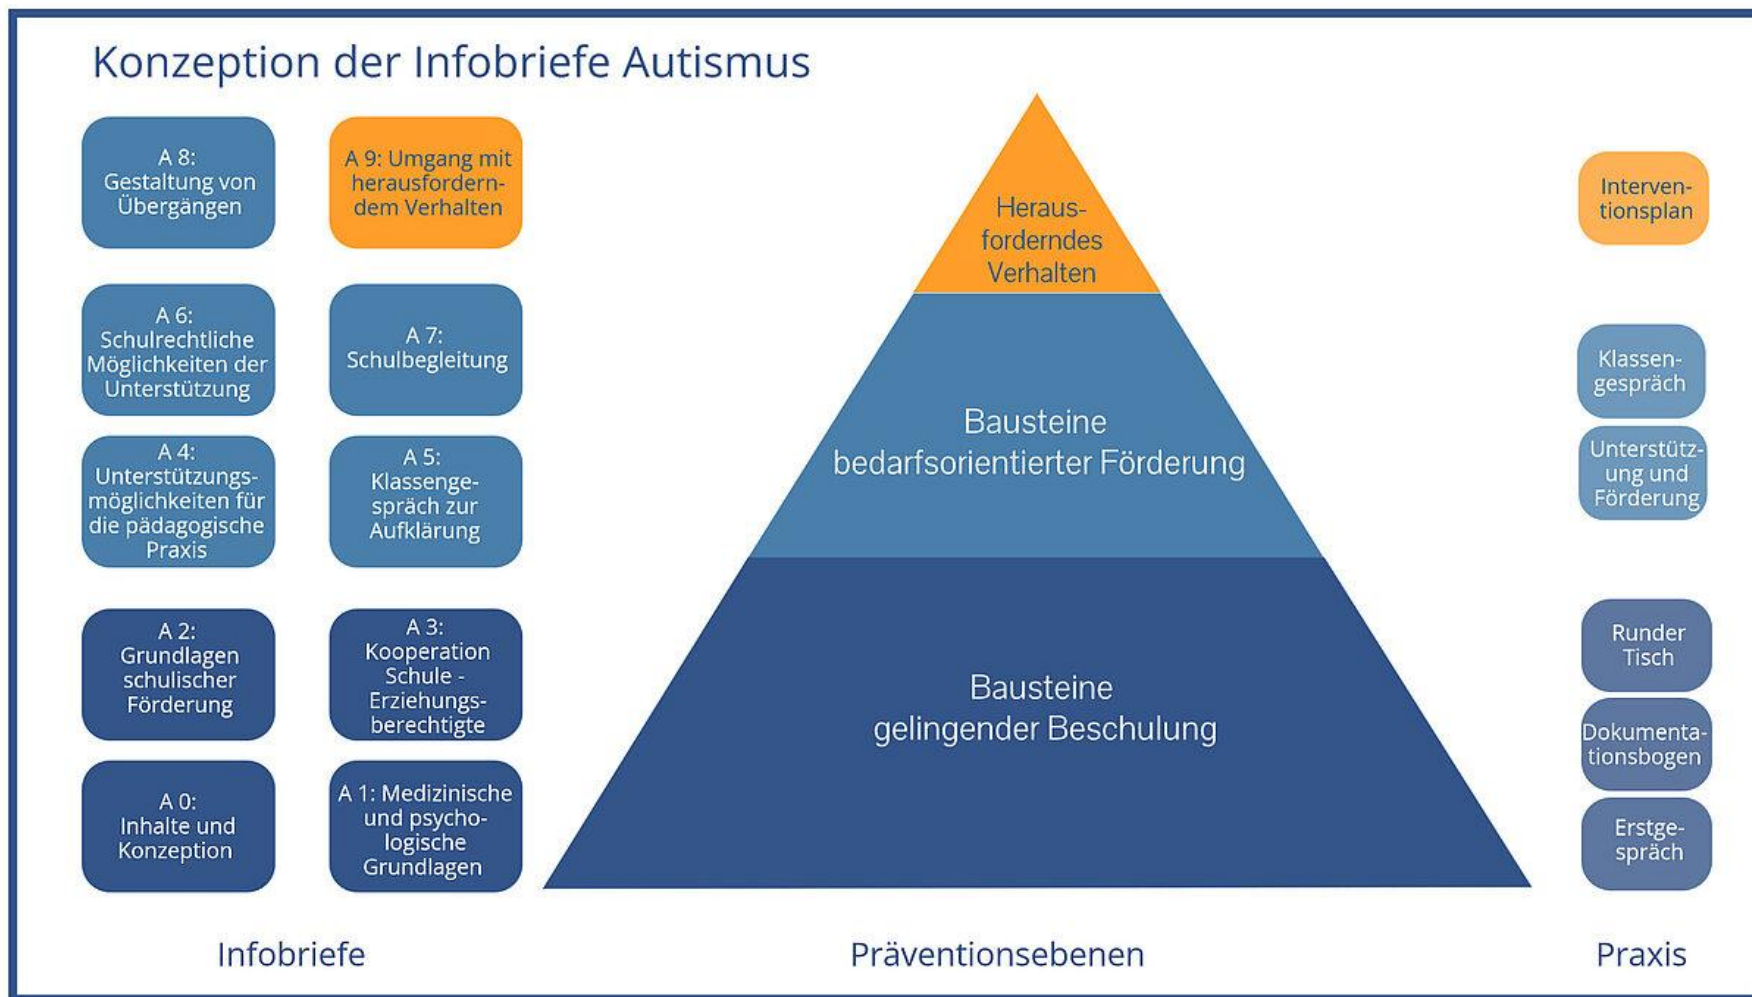 Konzeption der Infobriefe Autismus
A 8:
Gestaltung von
Übergängen
A 9: Umgang mit
herausfordern-
dem Verhalten
A 6:
Schulrechtliche
Möglichkeiten der
Unterstützung
A 7:
Schulbegleitung
A 4:
Unterstützungs-
möglichkeiten für
die pädagogische
Praxis
A 5:
Klassenge-
spräch zur
Aufklärung
A 2:
Grundlagen
schulischer
Förderung
A 3:
Kooperation
Schule -
Erziehungs-
berechtigte
A 0:
Inhalte und
Konzeption
A 1: Medizinische
und psycho-
logische
Grundlagen
Infobriefe
Heraus-
forderndes
Verhalten
Bausteine
bedarfsorientierter Förderung
Bausteine
gelingender Beschulung
Präventionsebenen
Interven-
tionsplan
Klassen-
gespräch
Unterstütz-
ung und
Förderung
Runder
Tisch
Dokumenta-
tionsbogen
Erstge-
spräch
Praxis